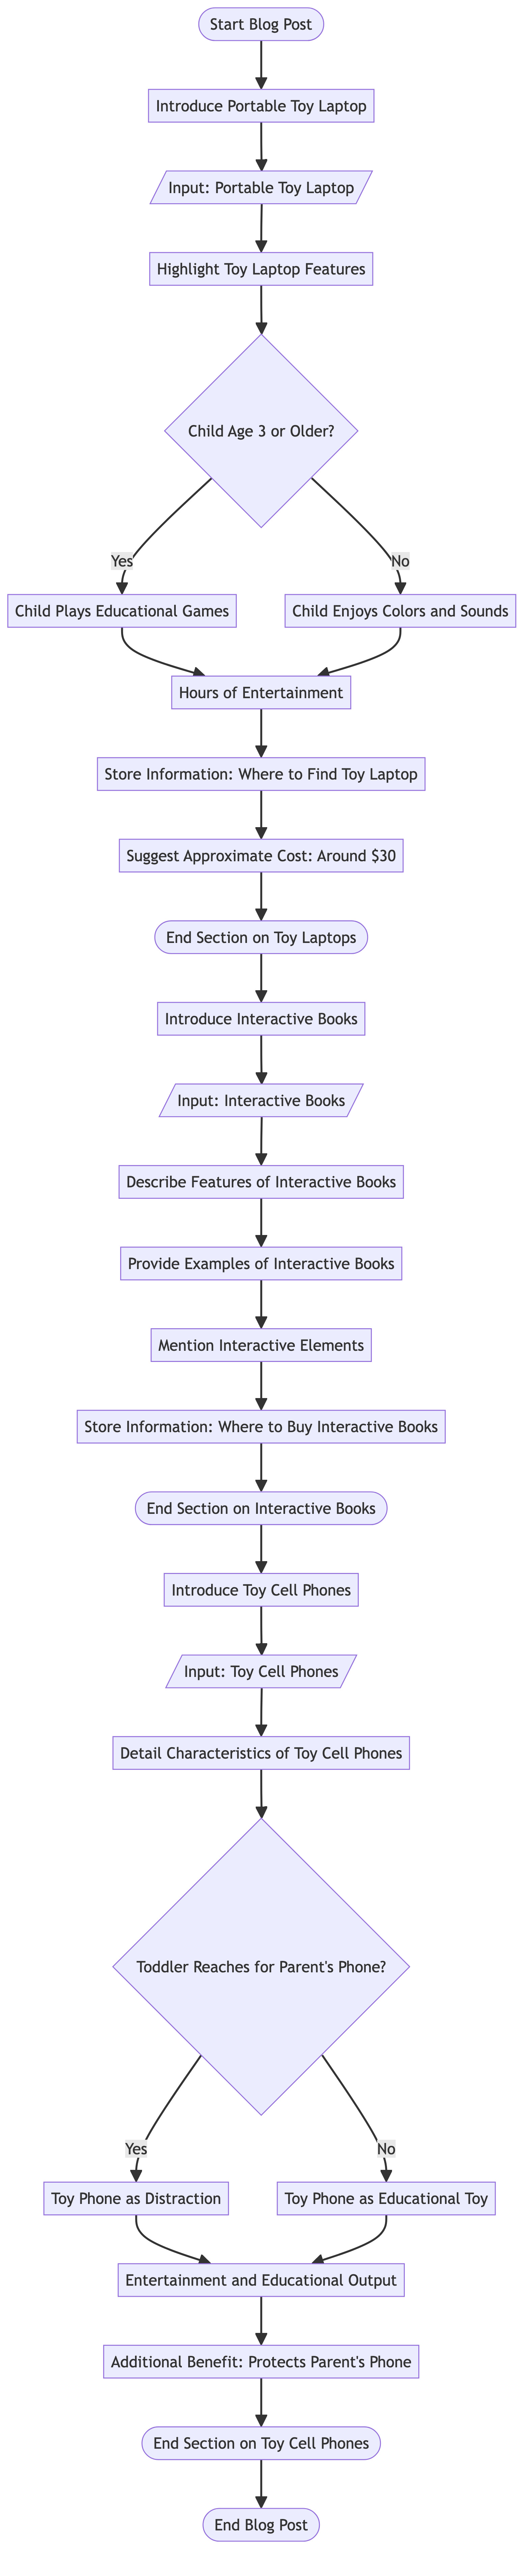 Start Blog Post
Introduce Portable Toy Laptop
Input: Portable Toy Laptop
Highlight Toy Laptop Features
Child Age 3 or Older?
Yes
No
Child Plays Educational Games
Child Enjoys Colors and Sounds
Hours of Entertainment
Store Information: Where to Find Toy Laptop
Suggest Approximate Cost: Around $30
End Section on Toy Laptops
Introduce Interactive Books
Input: Interactive Books
Describe Features of Interactive Books
Provide Examples of Interactive Books
Mention Interactive Elements
Store Information: Where to Buy Interactive Books
End Section on Interactive Books
Introduce Toy Cell Phones
Input: Toy Cell Phones
Detail Characteristics of Toy Cell Phones
Toddler Reaches for Parent's Phone?
Yes
No
Toy Phone as Distraction
Toy Phone as Educational Toy
Entertainment and Educational Output
Additional Benefit: Protects Parent's Phone
End Section on Toy Cell Phones
End Blog Post